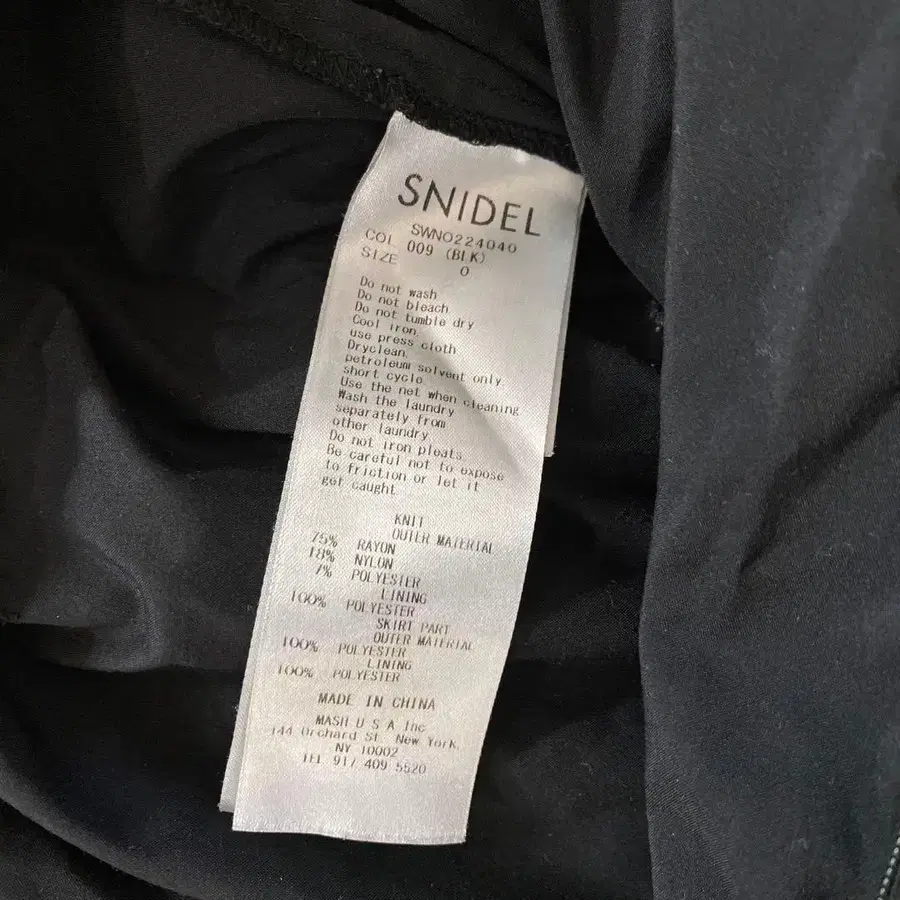 SNIDEL
SWNO224040
COL 009 (BLK)
SIZE 0
Do not wash
Do not bleach
Do not tumble dry
Cool iron
use press cloth
Dryclean
petroleum solvent only
short cycle
Use the net when cleaning
Wash the laundry
separately from
other laundry
Do not iron pleats
Be careful not to expose
to friction or let it
get caught
KNIT
OUTER MATERIAL
75% RAYON
18% NYLON
7% POLYESTER
LINING
100% POLYESTER
SKIRT PART
OUTER MATERIAL
100% POLYESTER
LINING
100% POLYESTER
MADE IN CHINA
MASH U S A Inc
144 Orchard St. New York,
NY 10002
TEL 917 409 5520